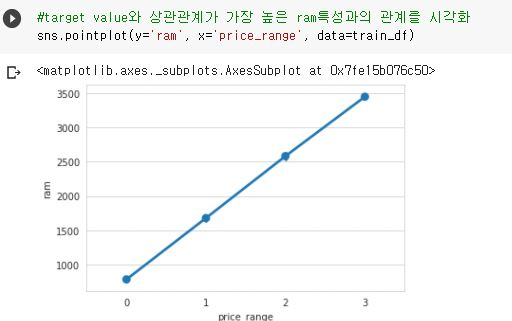 #target value와 상관관계가 가장 높은 ram특성과의 관계를 시각화
sns.pointplot(y='ram', x='price_range', data=train_df)
<matplotlib.axes._subplots.AxesSubplot at 0x7fe15b076c50>
3500
3000
2500
2000
1500
1000
ram
0 1 2 3
price_range